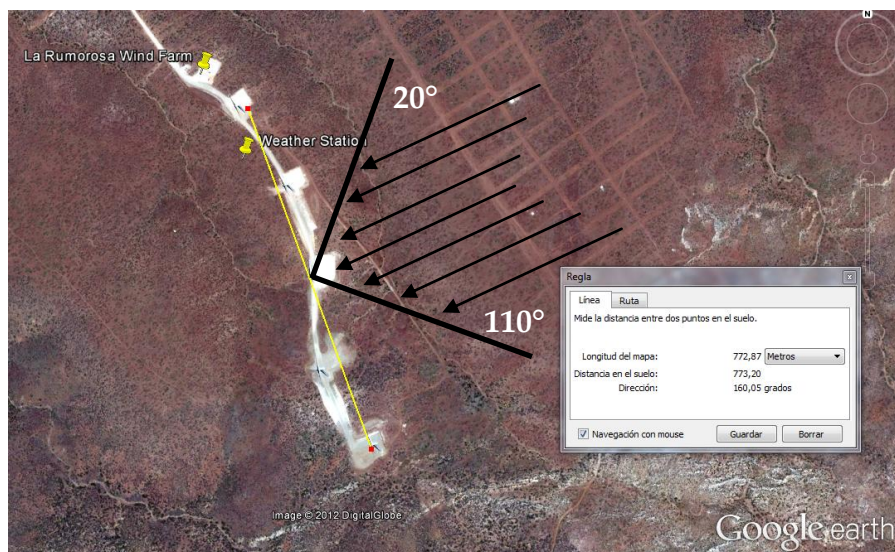 N
La Rumorosa Wind Farm
20°
Weather Station
Regla
x
Línea
Ruta
Mide la distancia entre dos puntos en el suelo.
Longitud del mapa: 772,87 Metros
Distancia en el suelo: 773,20
Dirección: 160,05 grados
Navegación con mouse
Guardar
Borrar
110°
Image © 2012 DigitalGlobe
Google earth